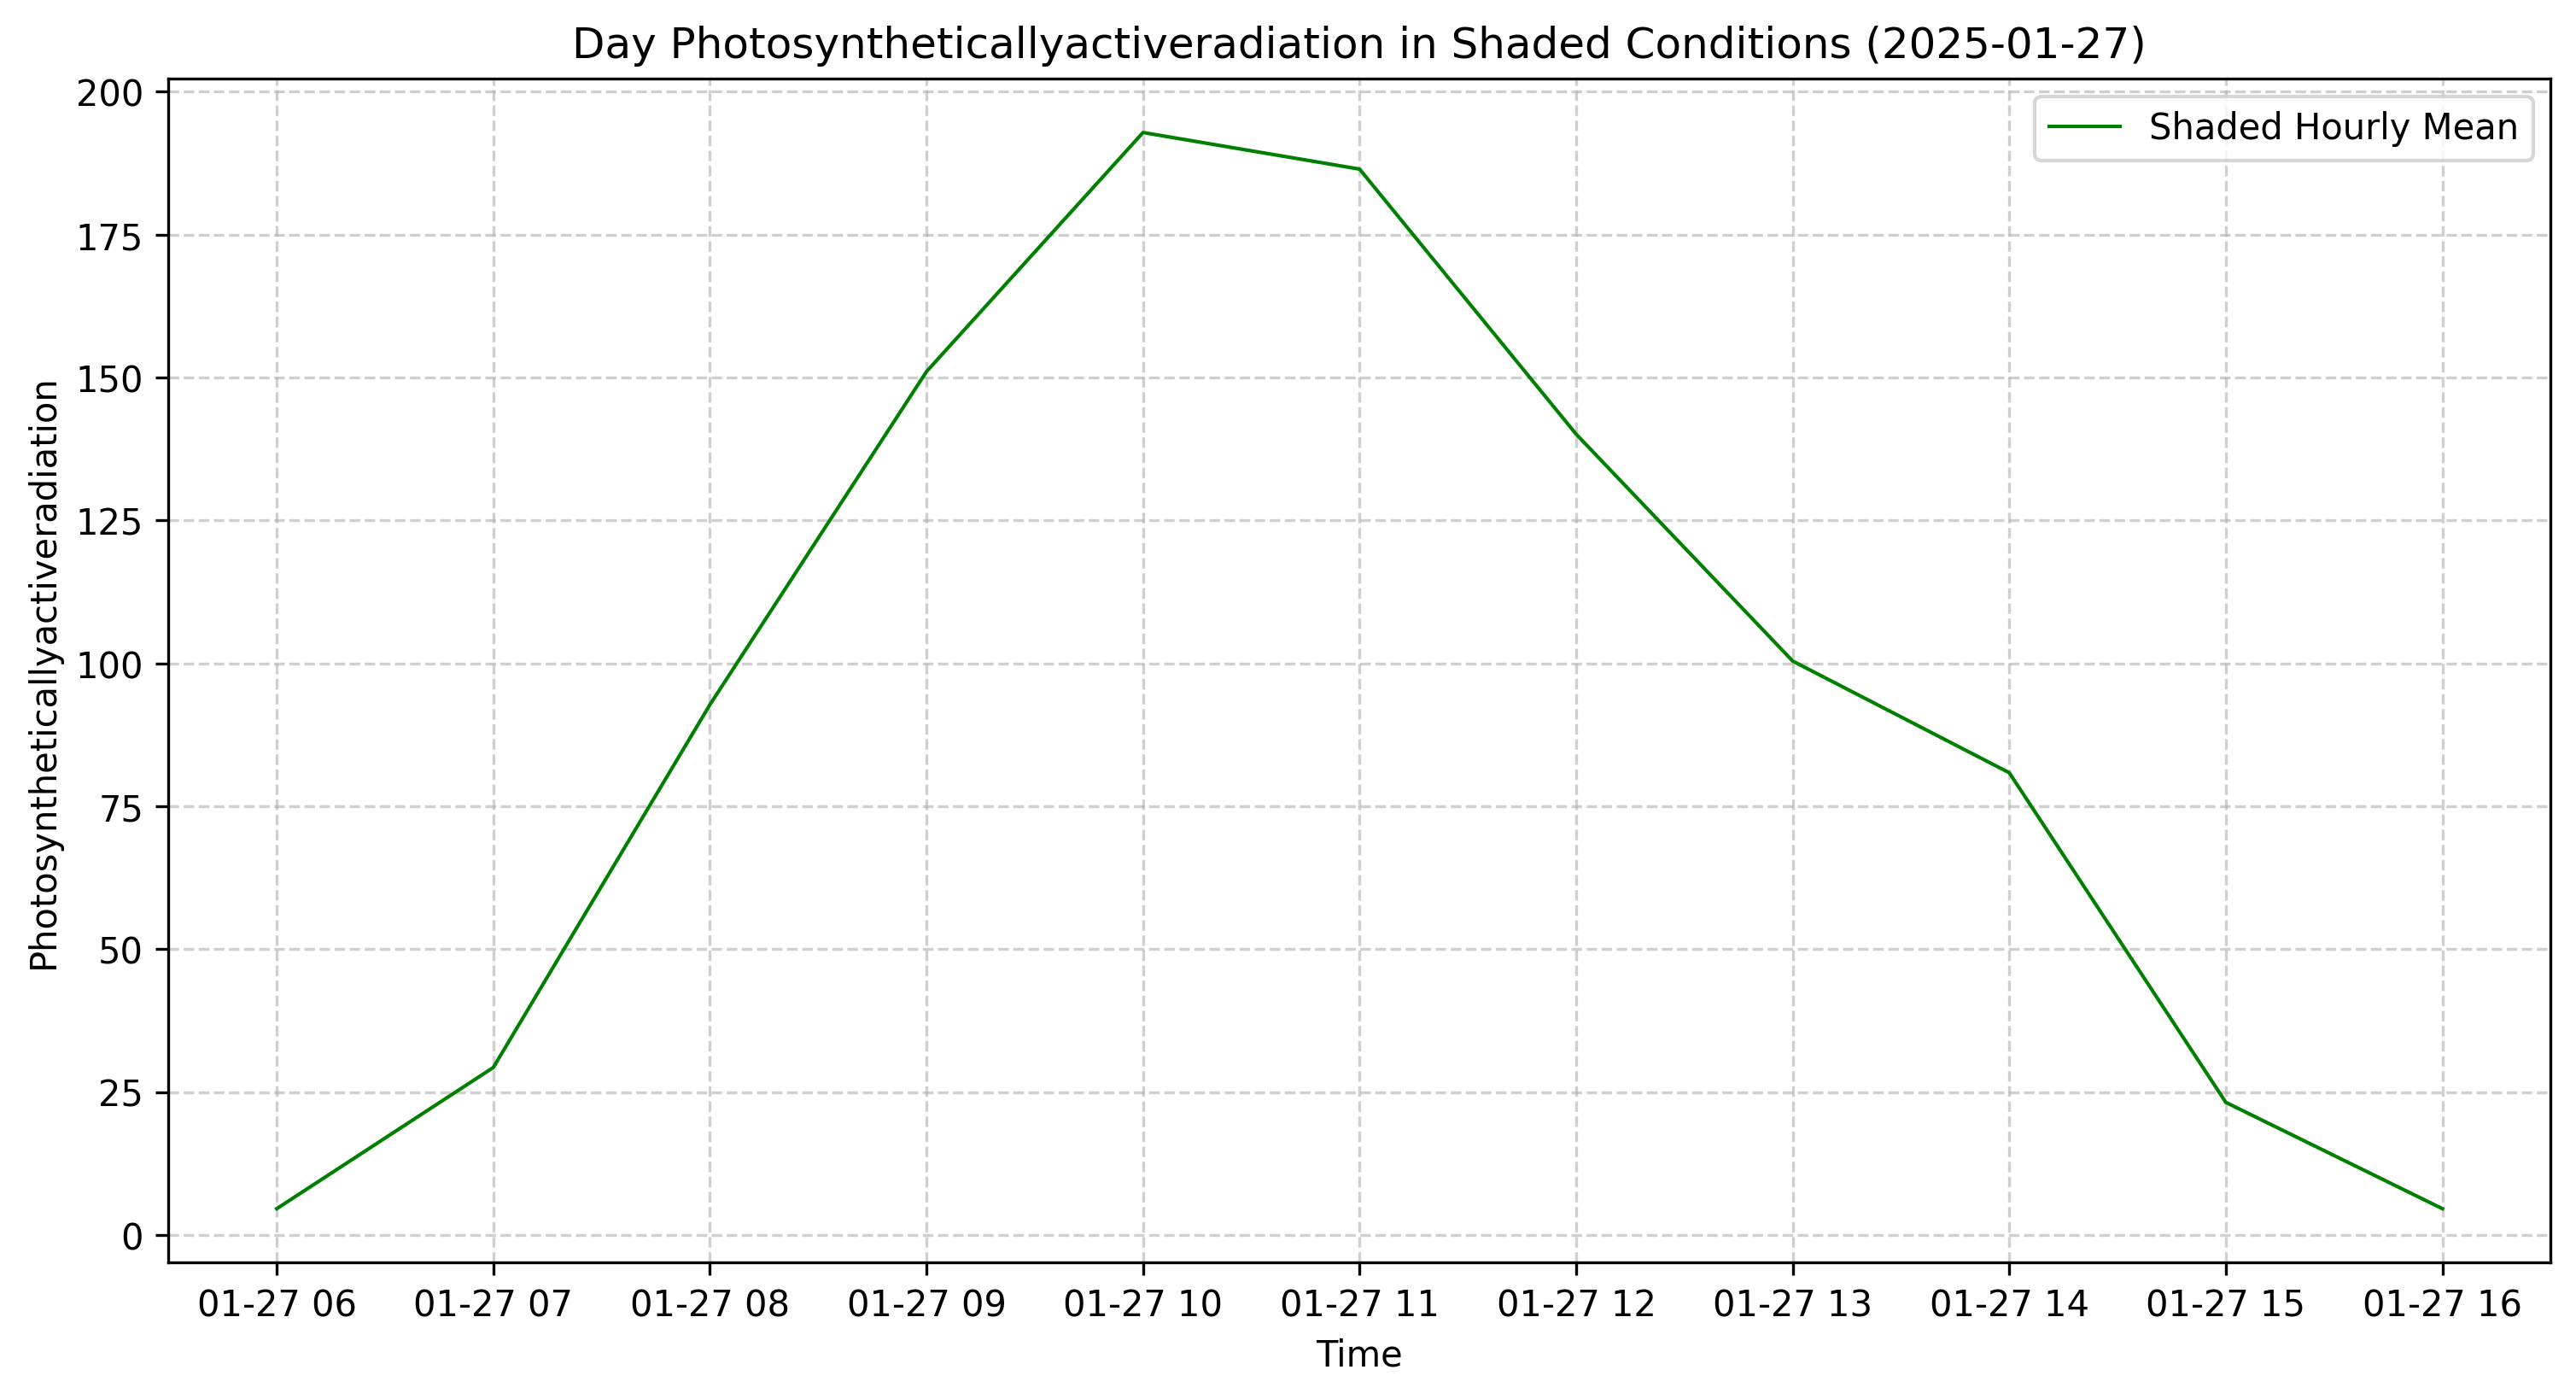 Day Photosyntheticallyactiveradiation in Shaded Conditions (2025-01-27)
Shaded Hourly Mean
Photosyntheticallyactiveradiation
200
175
150
125
100
75
50
25
0
01-27 06 01-27 07 01-27 08 01-27 09 01-27 10 01-27 11 01-27 12 01-27 13 01-27 14 01-27 15 01-27 16
Time